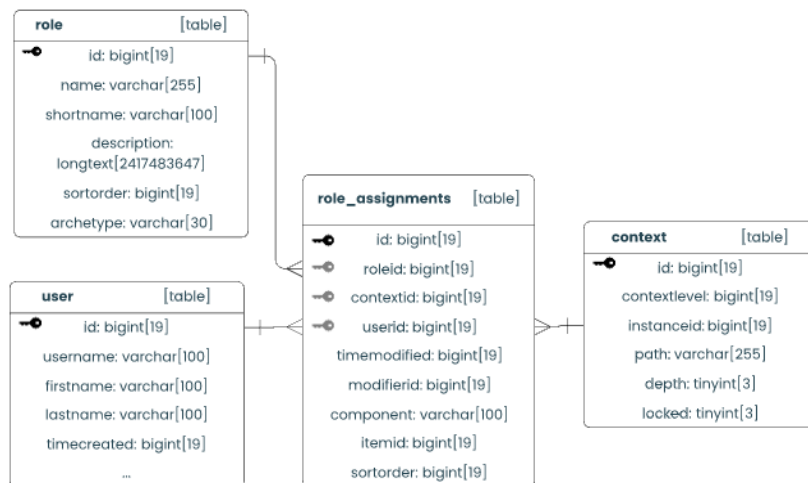 role [table]
id: bigint[19]
name: varchar[255]
shortname: varchar[100]
description:
longtext[2417483647]
sortorder: bigint[19]
archetype: varchar[30]
user [table]
id: bigint[19]
username: varchar[100]
firstname: varchar[100]
lastname: varchar[100]
timecreated: bigint[19]
...
role_assignments [table]
id: bigint[19]
roleid: bigint[19]
contextid: bigint[19]
userid: bigint[19]
timemodified: bigint[19]
modifierid: bigint[19]
component: varchar[100]
itemid: bigint[19]
sortorder: bigint[19]
context [table]
id: bigint[19]
contextlevel: bigint[19]
instanceid: bigint[19]
path: varchar[255]
depth: tinyint[3]
locked: tinyint[3]